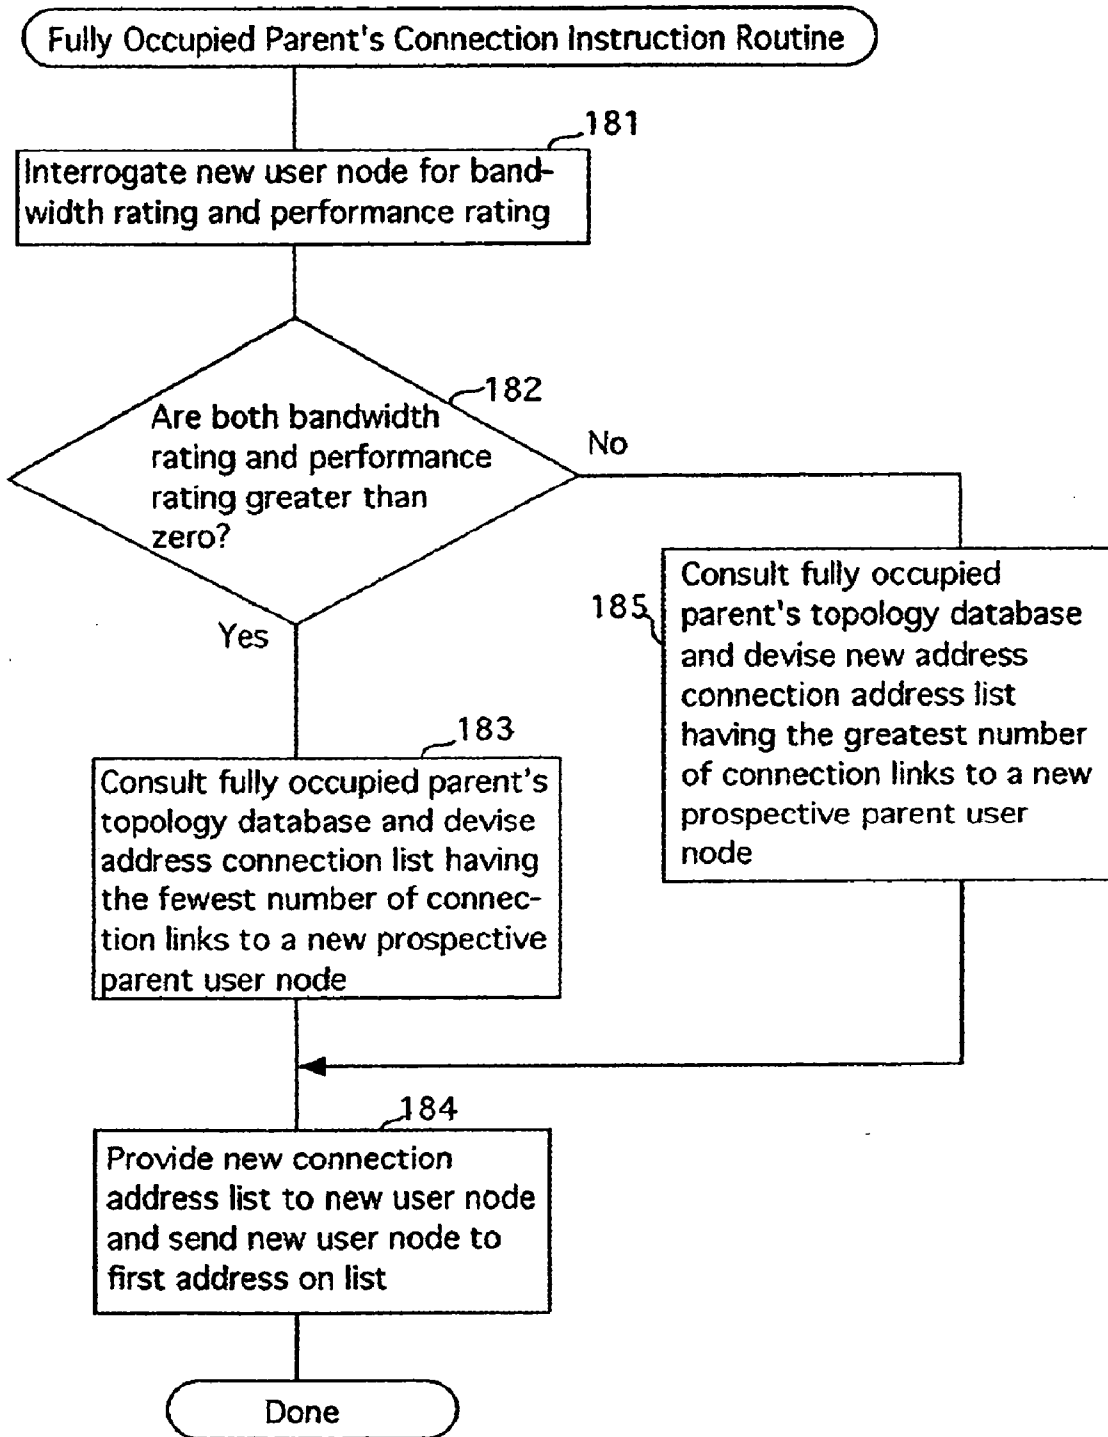 Fully Occupied Parent's Connection Instruction Routine
181
Interrogate new user node for band-
width rating and performance rating
182
Are both bandwidth
rating and performance
rating greater than
zero?
No
Yes
185
Consult fully occupied
parent's topology database
and devise new address
connection address list
having the greatest number
of connection links to a new
prospective parent user
node
183
Consult fully occupied parent's
topology database and devise
address connection list having
the fewest number of connec-
tion links to a new prospective
parent user node
184
Provide new connection
address list to new user node
and send new user node to
first address on list
Done